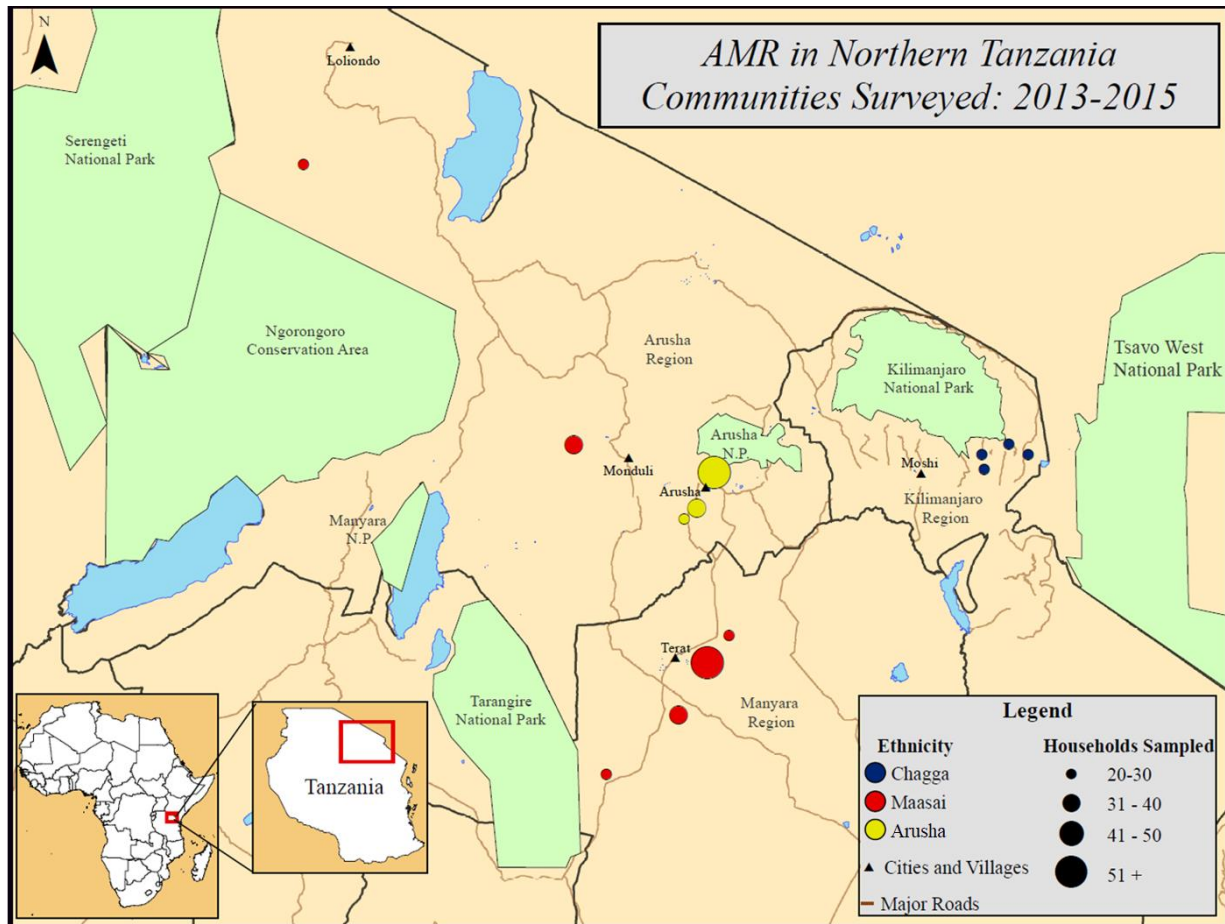 N
AMR in Northern Tanzania
Communities Surveyed: 2013-2015
Loliondo
Serengeti
National Park
Ngorongoro
Conservation Area
Arusha
Region
Kilimanjaro
National Park
Tsavo West
National Park
Arusha
N.P.
Monduli
Moshi
Arusha
Kilimanjaro
Region
Manyara
N.P.
Terat
Tarangire
National Park
Manyara
Region
Tanzania
Legend
Ethnicity
Households Sampled
Chagga
20-30
Maasai
31 - 40
Arusha
41 - 50
Cities and Villages
51 +
Major Roads